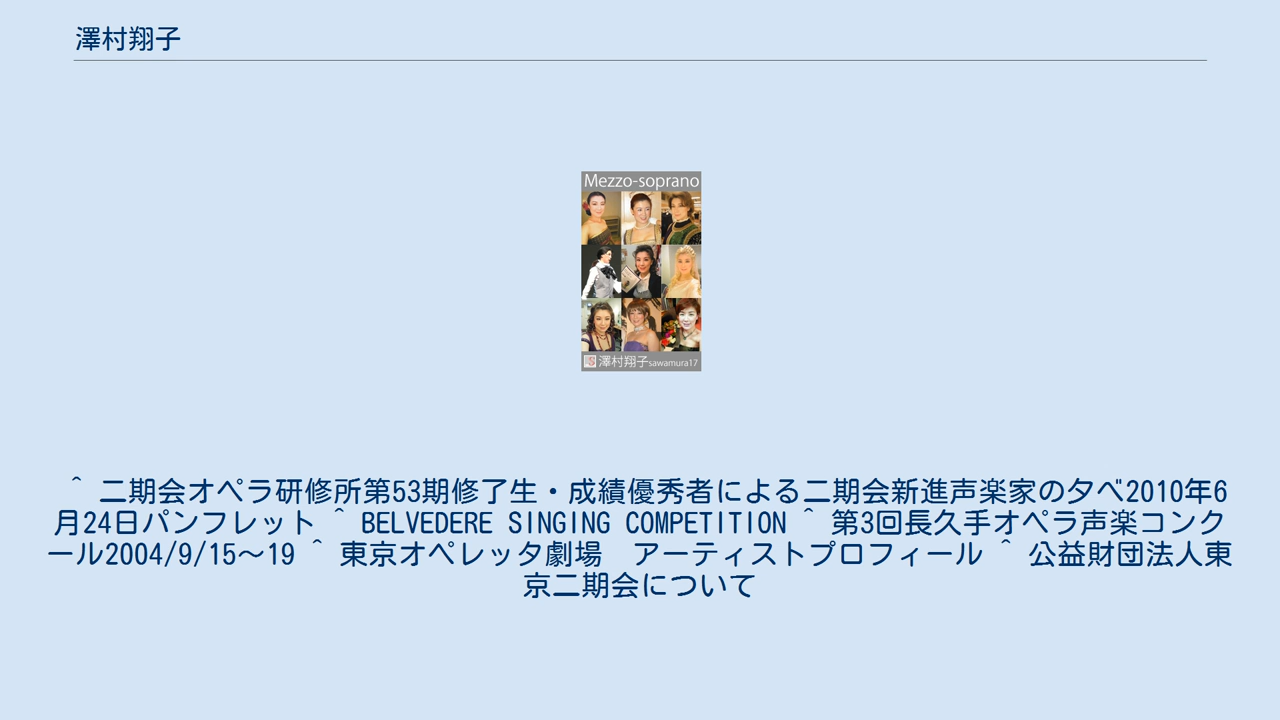 澤村翔子
Mezzo-soprano
澤村翔子sawamura17
^ 二期会オペラ研修所第53期修了生・成績優秀者による二期会新進声楽家の夕べ2010年6
月24日パンフレット ^ BELVEDERE SINGING COMPETITION ^ 第3回長久手オペラ声楽コンク
ール2004/9/15～19 ^ 東京オペレッタ劇場　アーティストプロフィール ^ 公益財団法人東
京二期会について